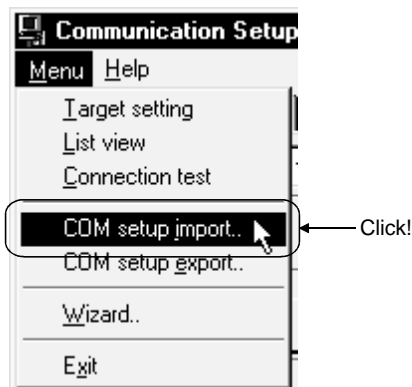 Communication Setup
Menu Help
Target setting
List view
Connection test
COM setup import..
Click!
COM setup export..
Wizard..
Exit